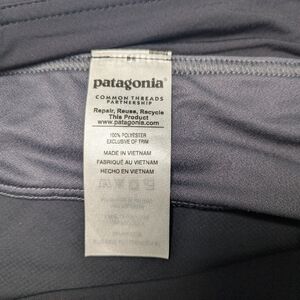 patagonia
COMMON THREADS
PARTNERSHIP
Repair, Reuse, Recycle
This Product
www.patagonia.com
100% POLYESTER
EXCLUSIVE OF TRIM
MADE IN VIETNAM
FABRIQUÉ AU VIETNAM
HECHO EN VIETNAM